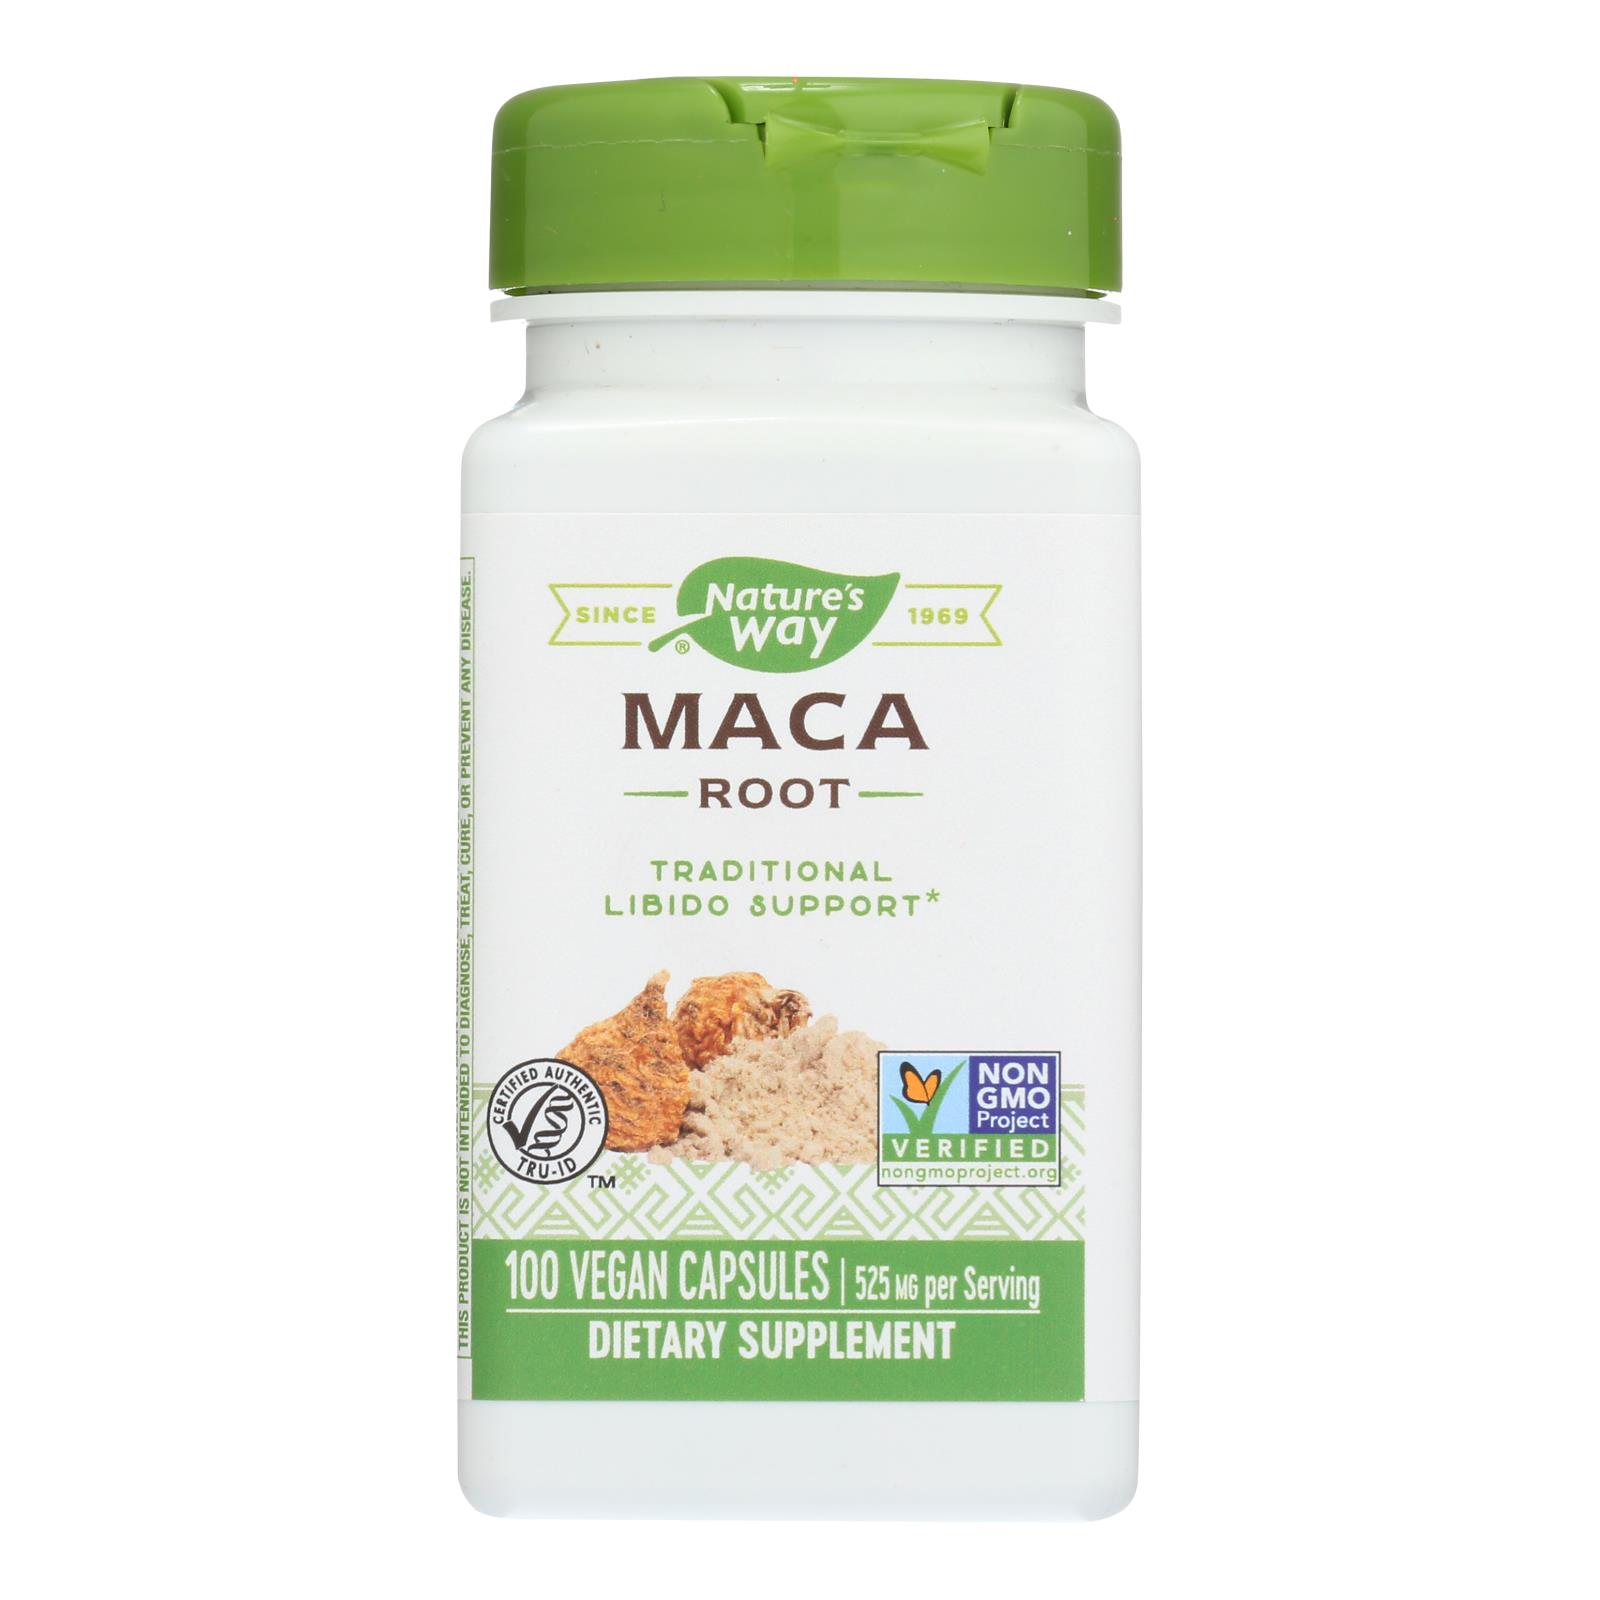 SINCE Nature's Way ® 1969
MACA
ROOT
TRADITIONAL
LIBIDO SUPPORT*
CERTIFIED AUTHENTIC
TRU-ID
TM
NON
GMO
Project
VERIFIED
nongmoproject.org
100 VEGAN CAPSULES | 525 MG per Serving
DIETARY SUPPLEMENT
THIS PRODUCT IS NOT INTENDED TO DIAGNOSE, TREAT, CURE, OR PREVENT ANY DISEASE.